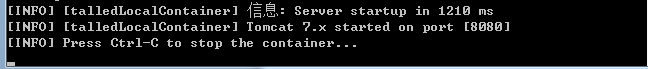 [INFO] [talledLocalContainer] 信息: Server startup in 1210 ms
[INFO] [talledLocalContainer] Tomcat 7.x started on port [8080]
[INFO] Press Ctrl-C to stop the container...